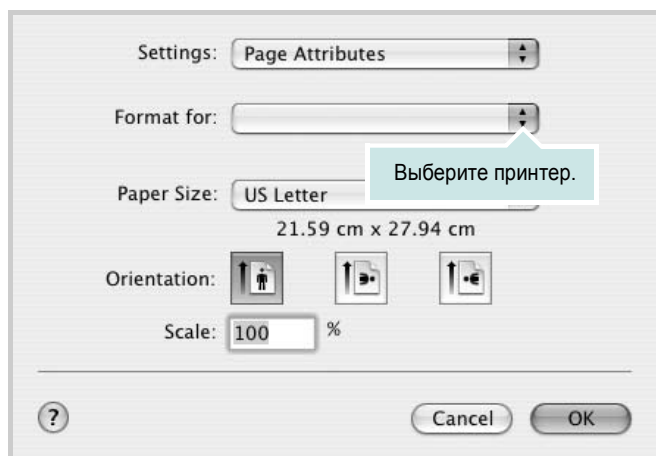 Settings: Page Attributes
Format for:
Выберите принтер.
Paper Size: US Letter
21.59 cm x 27.94 cm
Orientation:
Scale: 100 %
? Cancel OK